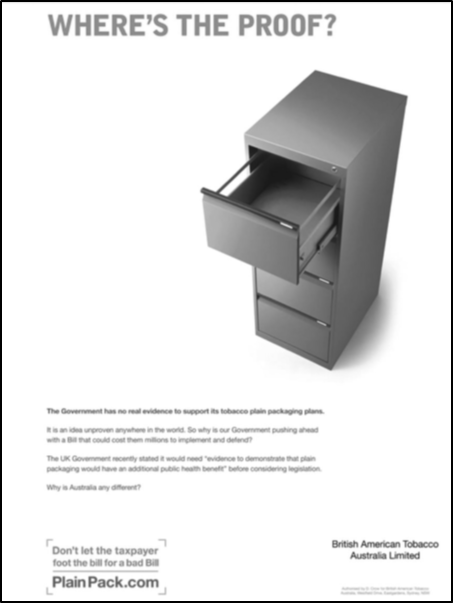 WHERE'S THE PROOF?
The Government has no real evidence to support its tobacco plain packaging plans.
It is an idea unproven anywhere in the world. So why is our Government pushing ahead
with a Bill that could cost them millions to implement and defend?
The UK Government recently stated it would need "evidence to demonstrate that plain
packaging would have an additional public health benefit" before considering legislation.
Why is Australia any different?
Don't let the taxpayer
foot the bill for a bad Bill
PlainPack.com
British American Tobacco
Australia Limited